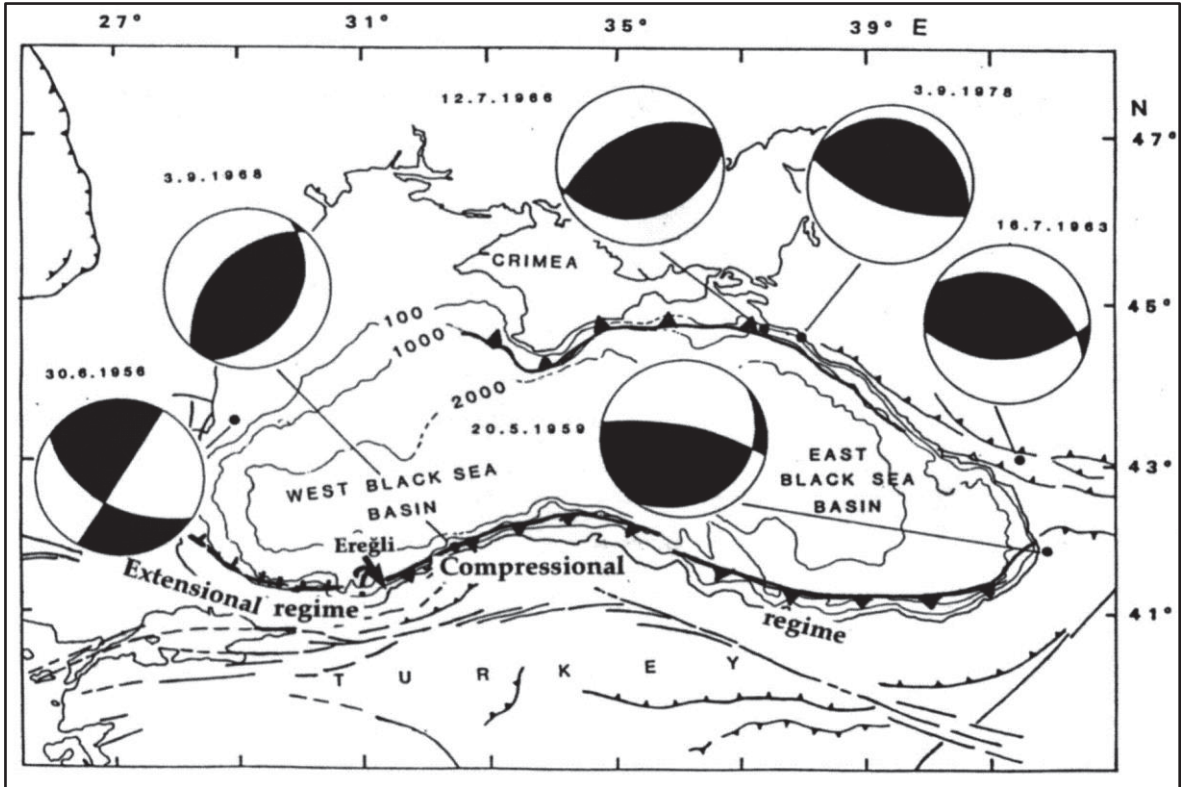 27° 31° 35° 39° E
12.7.1966
3.9.1978
N
47°
3.9.1968
16.7.1963
CRIMEA
45°
100
1000
30.6.1956
2000
20.5.1959
EAST
BLACK SEA
BASIN
43°
WEST BLACK SEA
BASIN
Ereğli
?
Compressional
Extensional regime
regime
41°
T U R K E Y